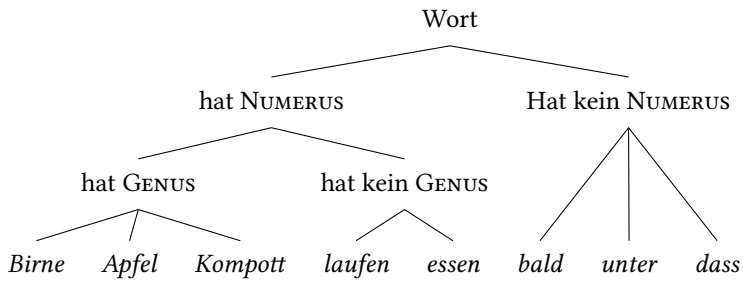 Wort
hat NUMERUS Hat kein NUMERUS
hat GENUS hat kein GENUS
Birne Apfel Kompott laufen essen bald unter dass